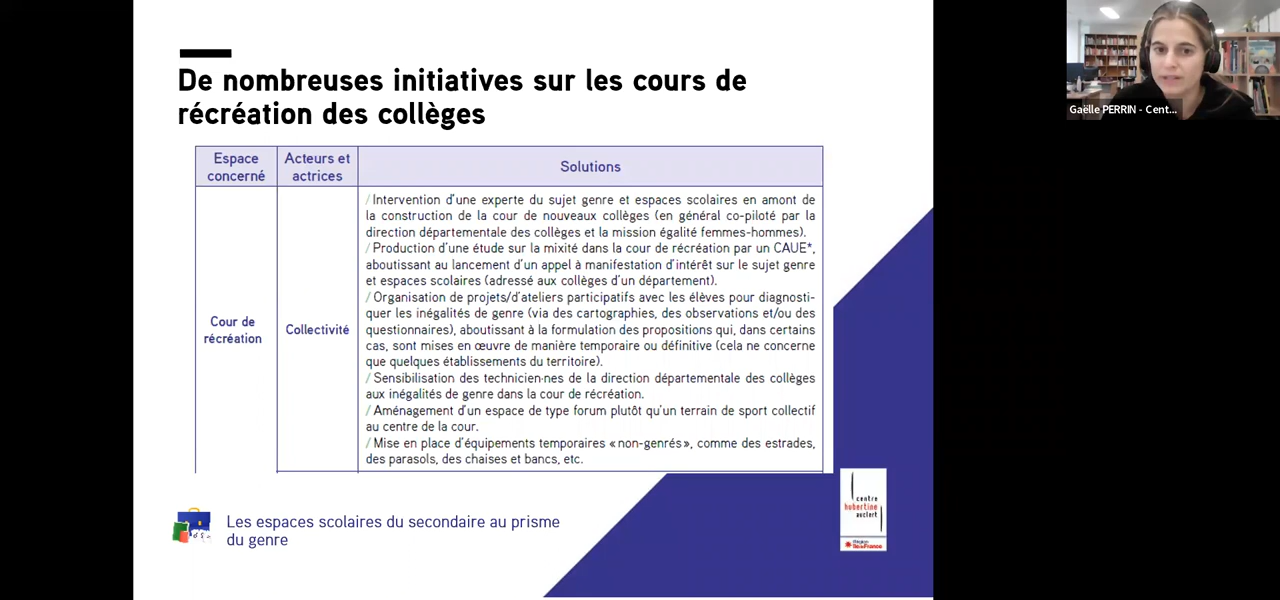 De nombreuses initiatives sur les cours de
récréation des collèges
Espace
concerné
Acteurs et
actrices
Solutions
Cour de
récréation
Collectivité
/Intervention d'une experte du sujet genre et espaces scolaires en amont de
la construction de la cour de nouveaux collèges (en général co-piloté par la
direction départementale des collèges et la mission égalité femmes-hommes).
/Production d'une étude sur la mixité dans la cour de récréation par un CAUE*,
aboutissant au lancement d'un appel à manifestation d'intérêt sur le sujet genre
et espaces scolaires (adressé aux collèges d'un département).
/Organisation de projets/d'ateliers participatifs avec les élèves pour diagnosti-
quer les inégalités de genre (via des cartographies, des observations et/ou des
questionnaires), aboutissant à la formulation des propositions qui, dans certains
cas, sont mises en œuvre de manière temporaire ou définitive (cela ne concerne
que quelques établissements du territoire).
/Sensibilisation des technicien·nes de la direction départementale des collèges
aux inégalités de genre dans la cour de récréation.
/Aménagement d'un espace de type forum plutôt qu'un terrain de sport collectif
au centre de la cour.
/Mise en place d'équipements temporaires «non-genrés», comme des estrades,
des parasols, des chaises et bancs, etc.
Les espaces scolaires du secondaire au prisme
du genre
centre
hubertine
auclert
île de France
Gaëlle PERRIN - Cent...